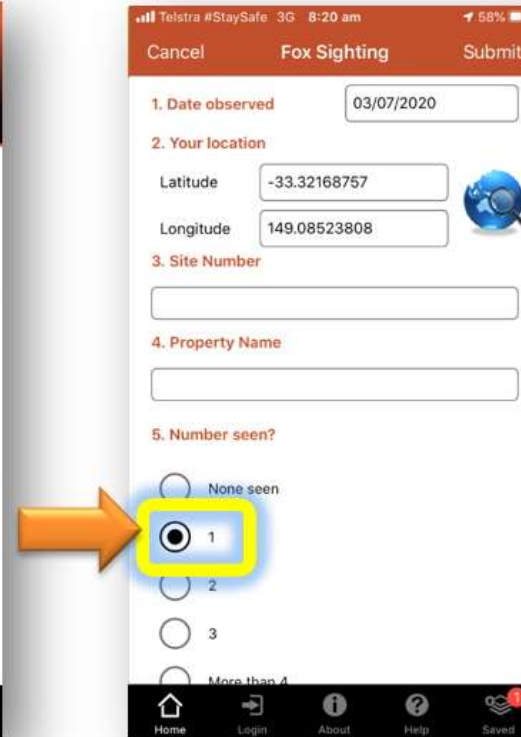 Telstra #StaySafe 3G 8:20 am 58%
Cancel Fox Sighting Submit
1. Date observed 03/07/2020
2. Your location
Latitude -33.32168757
Longitude 149.08523808
3. Site Number
4. Property Name
5. Number seen?
None seen
1
2
3
More than 4
1
Home Login About Help Saved